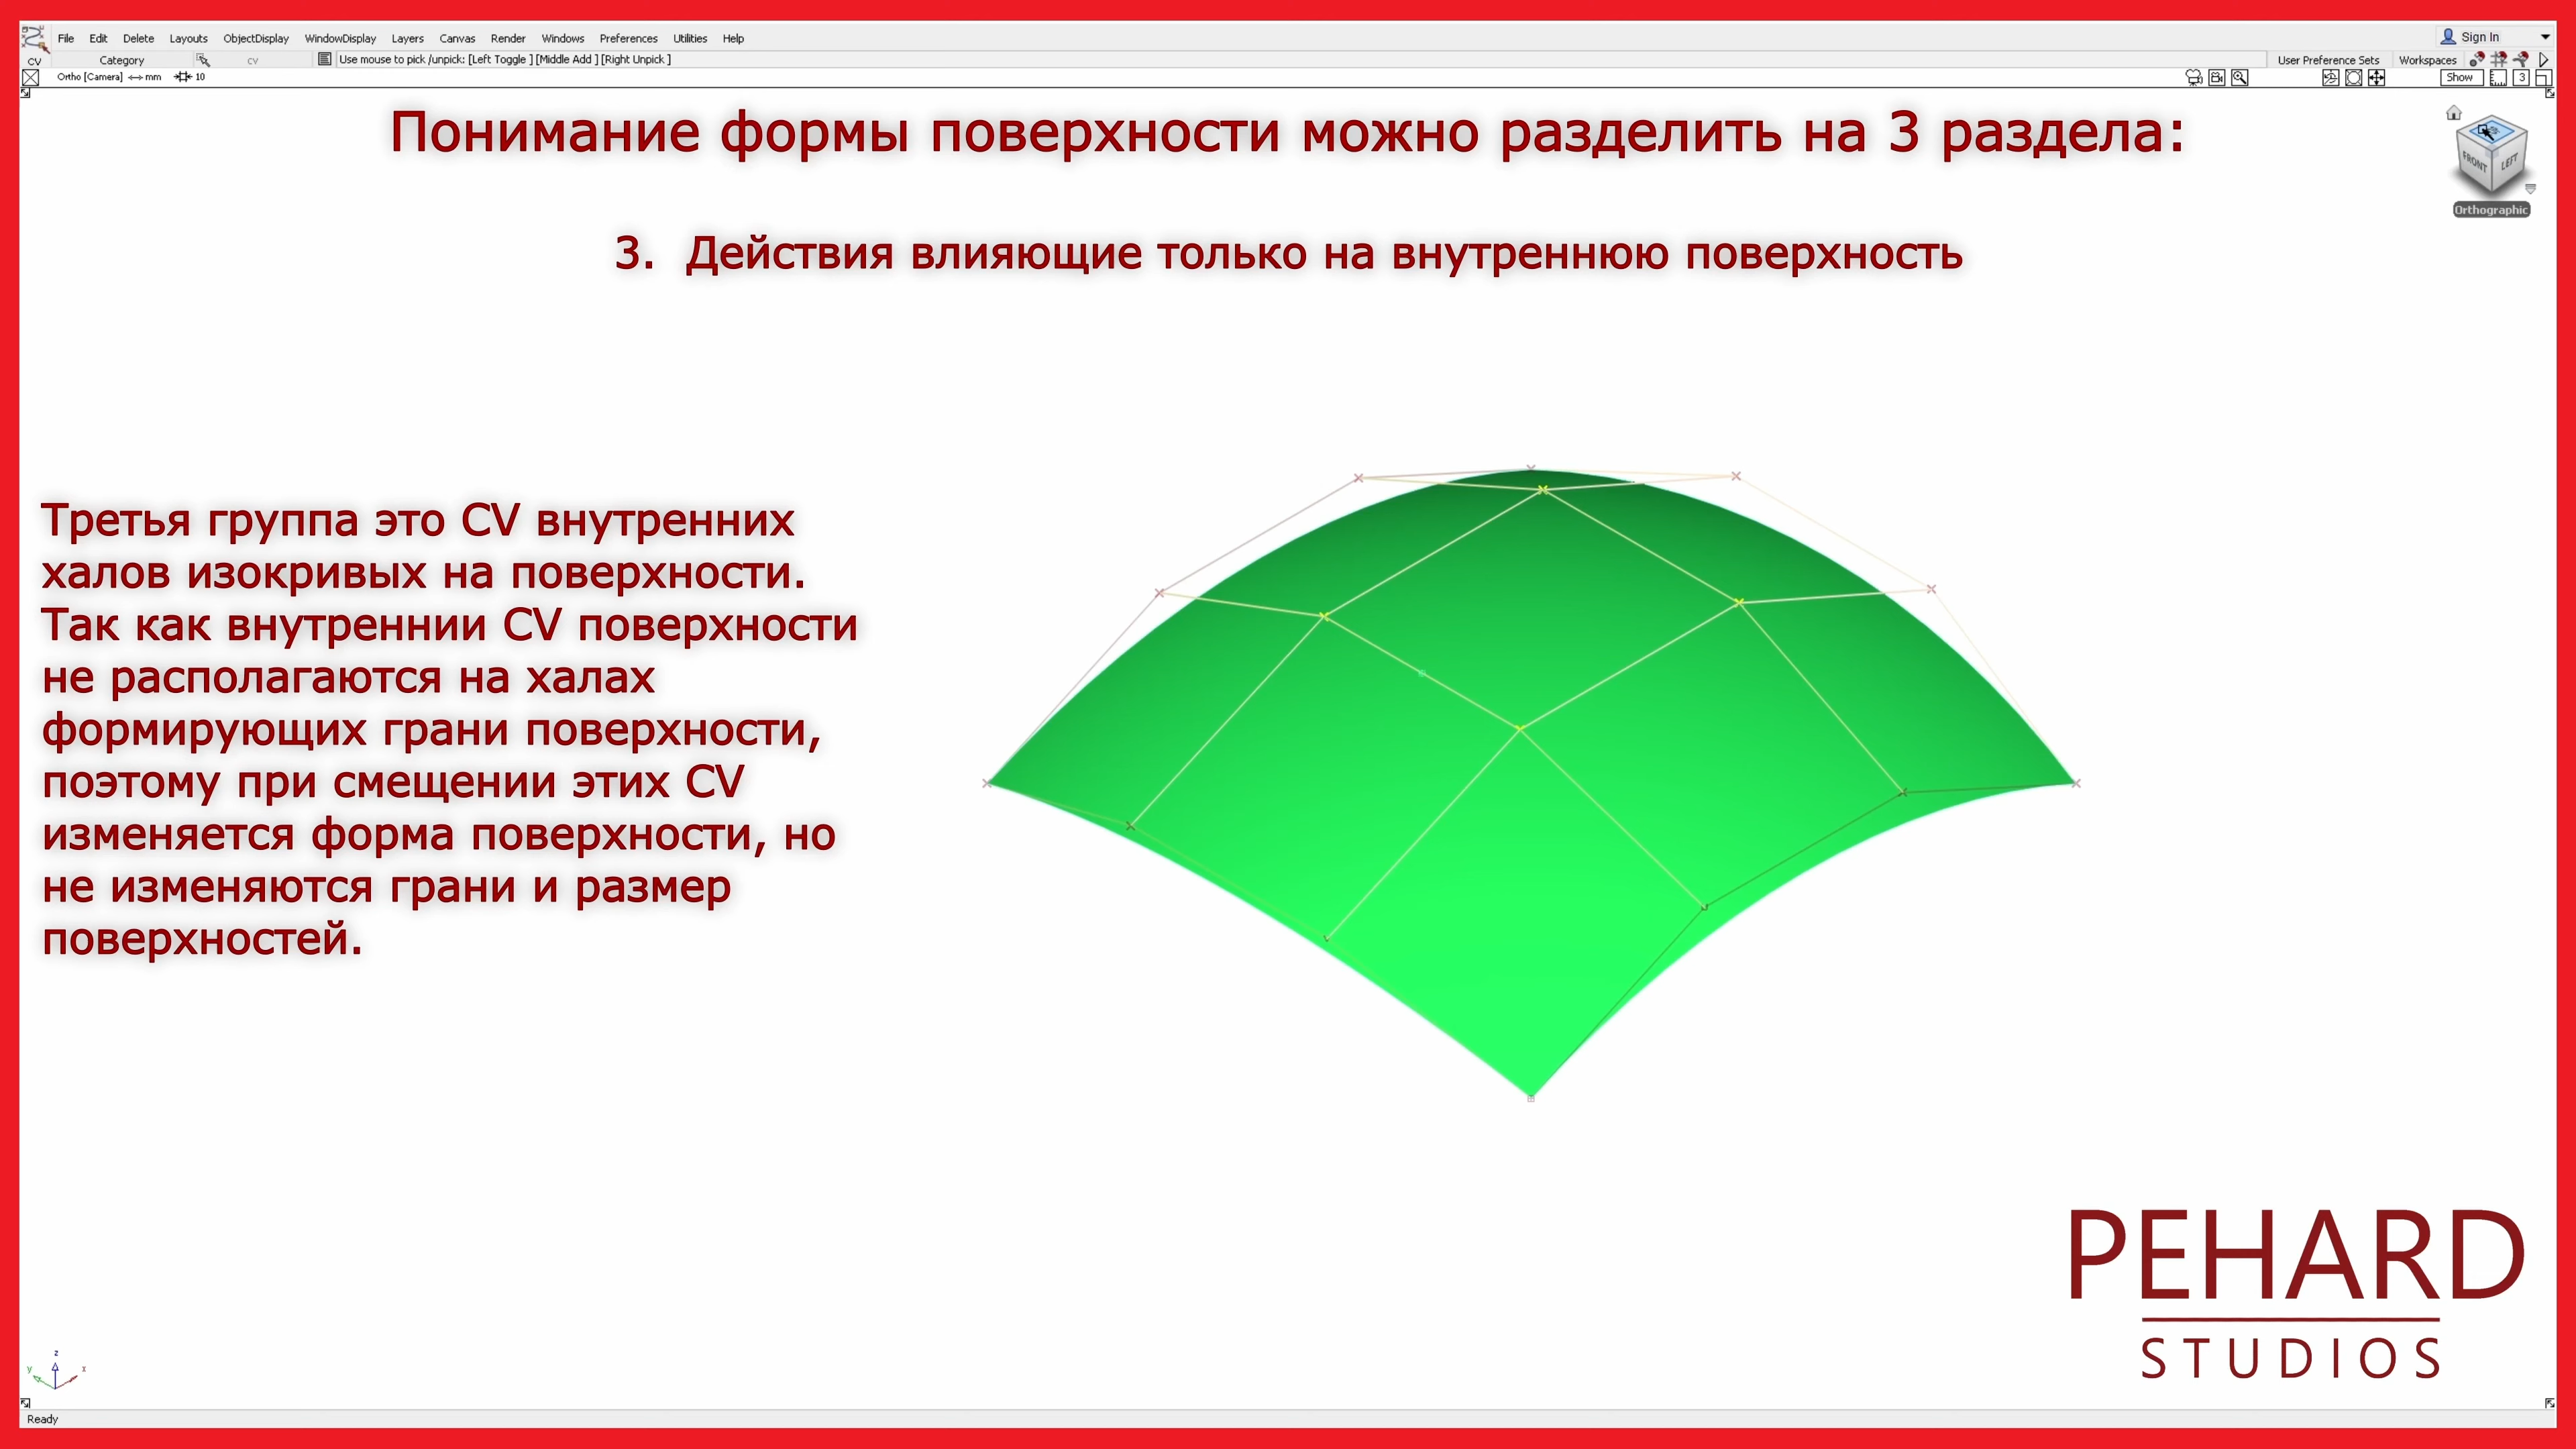 File Edit Delete Layouts ObjectDisplay WindowDisplay Layers Canvas Render Windows Preferences Utilities Help
Sign In
CV Category cv Use mouse to pick /unpick: [Left Toggle ] [Middle Add ] [Right Unpick ]
User Preference Sets Workspaces
Ortho [Camera] mm 10
Show 3
Понимание формы поверхности можно разделить на 3 раздела:
FRONT LEFT
Orthographic
3. Действия влияющие только на внутреннюю поверхность
Третья группа это CV внутренних
халов изокривых на поверхности.
Так как внутреннии CV поверхности
не располагаются на халах
формирующих грани поверхности,
поэтому при смещении этих CV
изменяется форма поверхности, но
не изменяются грани и размер
поверхностей.
PEHARD
STUDIOS
z
y x
Ready